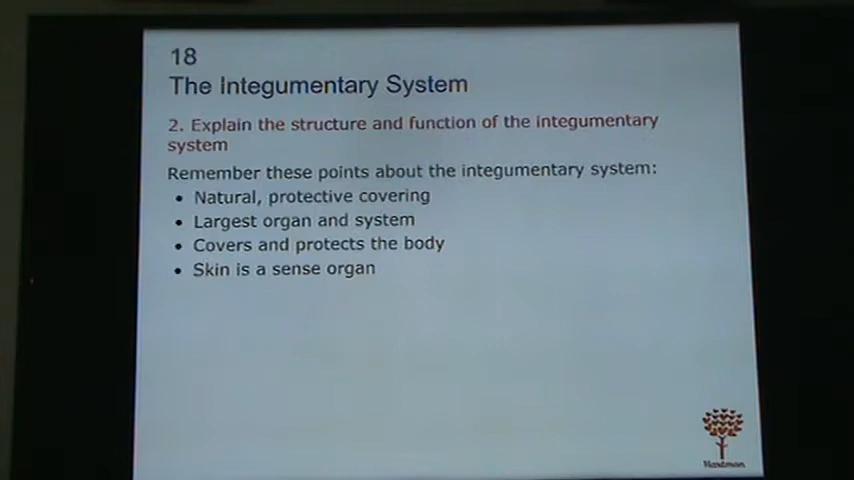 18
The Integumentary System
2. Explain the structure and function of the integumentary
system
Remember these points about the integumentary system:
• Natural, protective covering
• Largest organ and system
• Covers and protects the body
• Skin is a sense organ
Hartman